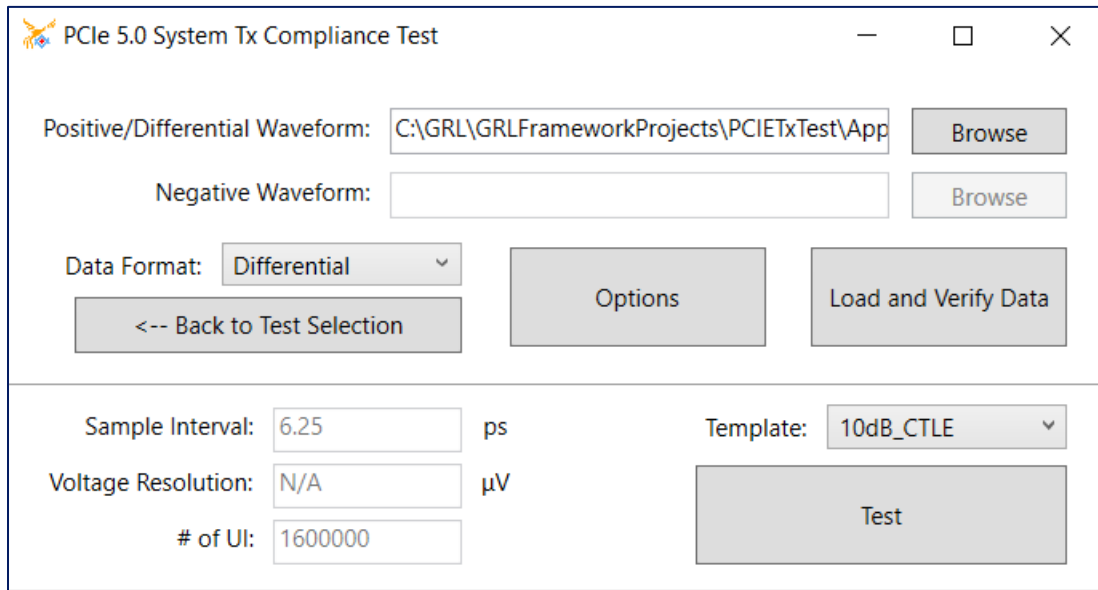 PCIe 5.0 System Tx Compliance Test
Positive/Differential Waveform: C:\GRL\GRLFrameworkProjects\PCIETxTest\App Browse
Negative Waveform: Browse
Data Format: Differential
Options
Load and Verify Data
<-- Back to Test Selection
Sample Interval: 6.25 ps
Template: 10dB_CTLE
Voltage Resolution: N/A µV
Test
# of UI: 1600000